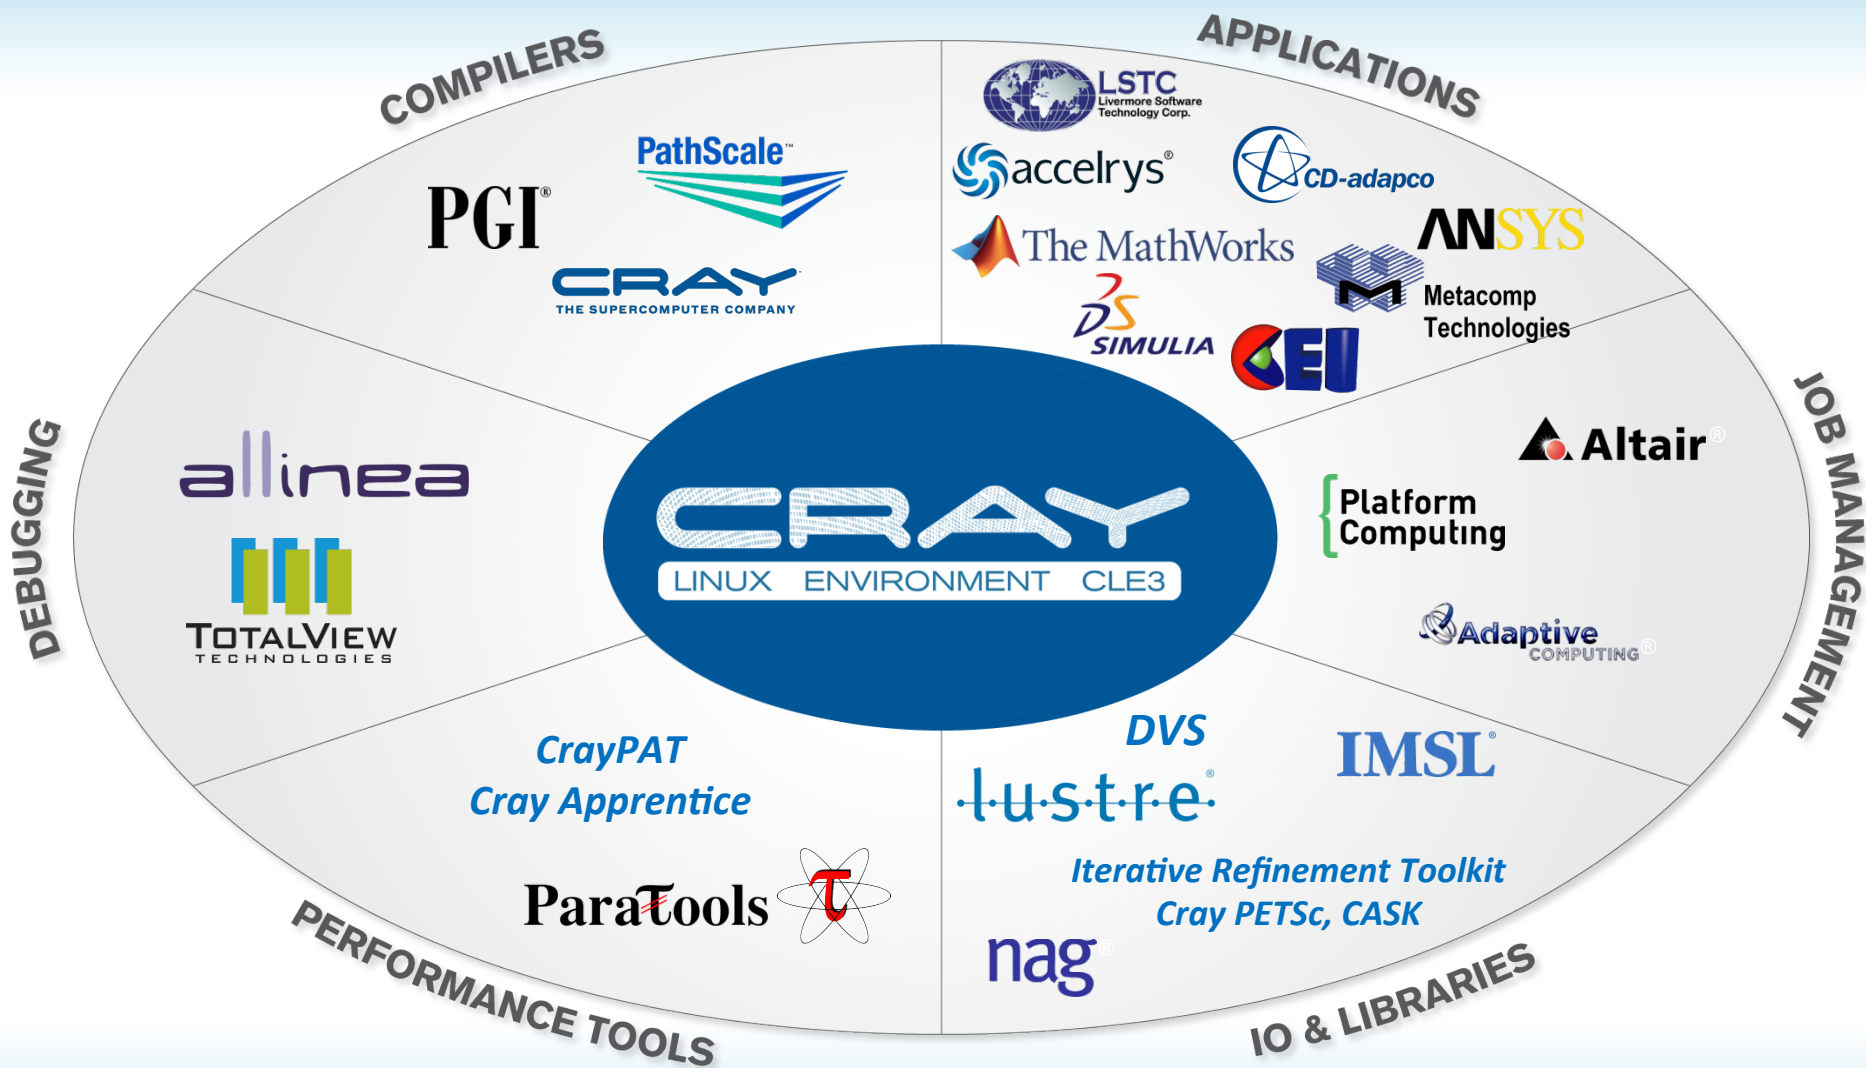 COMPILERS
PathScale™
PGI®
CRAY
THE SUPERCOMPUTER COMPANY
APPLICATIONS
LSTC
Livermore Software
Technology Corp.
accelrys®
CD-adapco
ANSYS
The MathWorks
Metacomp
Technologies
SIMULIA
CEI
JOB MANAGEMENT
Altair®
Platform
Computing
Adaptive
COMPUTING®
DEBUGGING
allinea
TOTALVIEW
TECHNOLOGIES
CRAY
LINUX ENVIRONMENT CLE3
PERFORMANCE TOOLS
CrayPAT
Cray Apprentice
ParaTools
τ
IO & LIBRARIES
DVS
IMSL®
lustre®
Iterative Refinement Toolkit
Cray PETSc, CASK
nag®